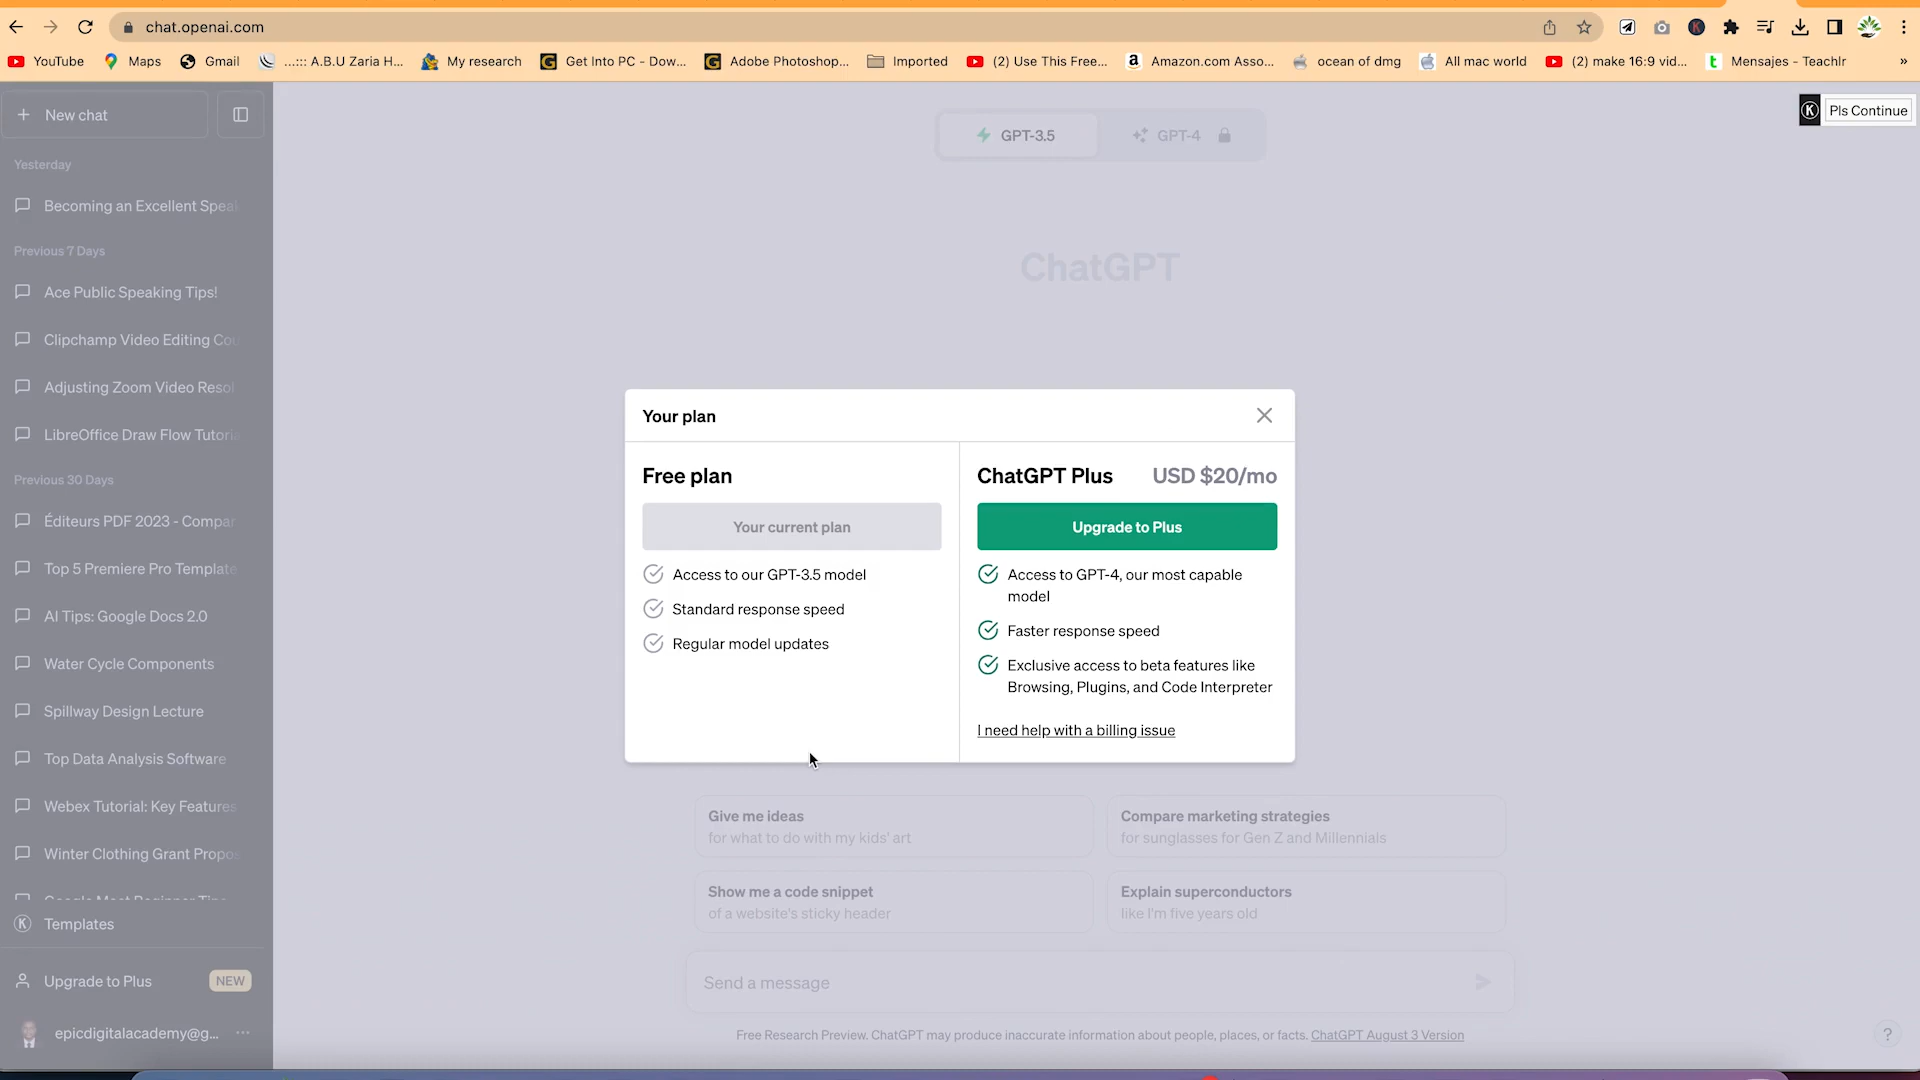 chat.openai.com
YouTube
Maps
Gmail
...::: A.B.U Zaria H...
My research
Get Into PC - Dow...
Adobe Photoshop...
Imported
(2) Use This Free...
Amazon.com Asso...
ocean of dmg
All mac world
(2) make 16:9 vid...
Mensajes - Teachlr
»
New chat
GPT-3.5
GPT-4
Pls Continue
Yesterday
Becoming an Excellent Speak
Previous 7 Days
Ace Public Speaking Tips!
Clipchamp Video Editing Cou
Adjusting Zoom Video Resol
LibreOffice Draw Flow Tutoria
Previous 30 Days
Éditeurs PDF 2023 - Compar
Top 5 Premiere Pro Template
AI Tips: Google Docs 2.0
Water Cycle Components
Spillway Design Lecture
Top Data Analysis Software
Webex Tutorial: Key Features
Winter Clothing Grant Propos
Google Meet Beginner Tips
Templates
Upgrade to Plus
NEW
epicdigitalacademy@g...
ChatGPT
Your plan
Free plan
Your current plan
Access to our GPT-3.5 model
Standard response speed
Regular model updates
ChatGPT Plus
USD $20/mo
Upgrade to Plus
Access to GPT-4, our most capable
model
Faster response speed
Exclusive access to beta features like
Browsing, Plugins, and Code Interpreter
I need help with a billing issue
Give me ideas
for what to do with my kids' art
Compare marketing strategies
for sunglasses for Gen Z and Millennials
Show me a code snippet
of a website's sticky header
Explain superconductors
like I'm five years old
Send a message
Free Research Preview. ChatGPT may produce inaccurate information about people, places, or facts. ChatGPT August 3 Version
?